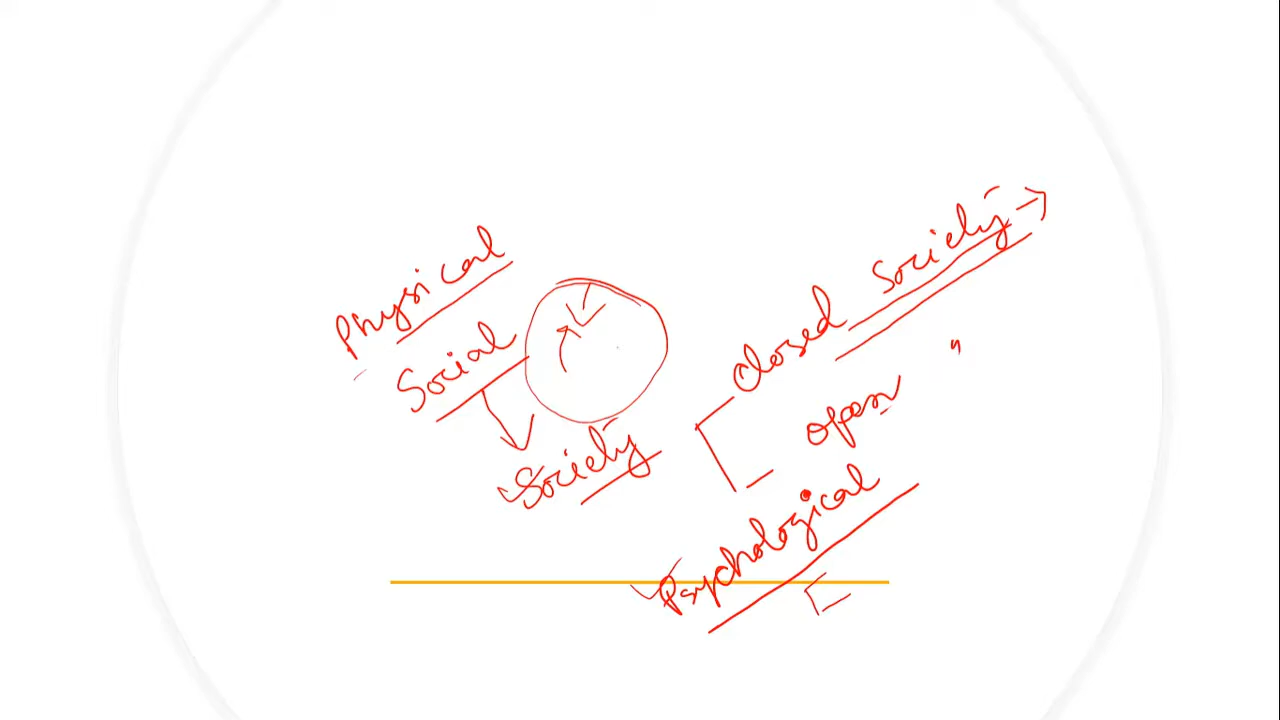 Physical
Social
Society
closed Society
"
open
Psychological